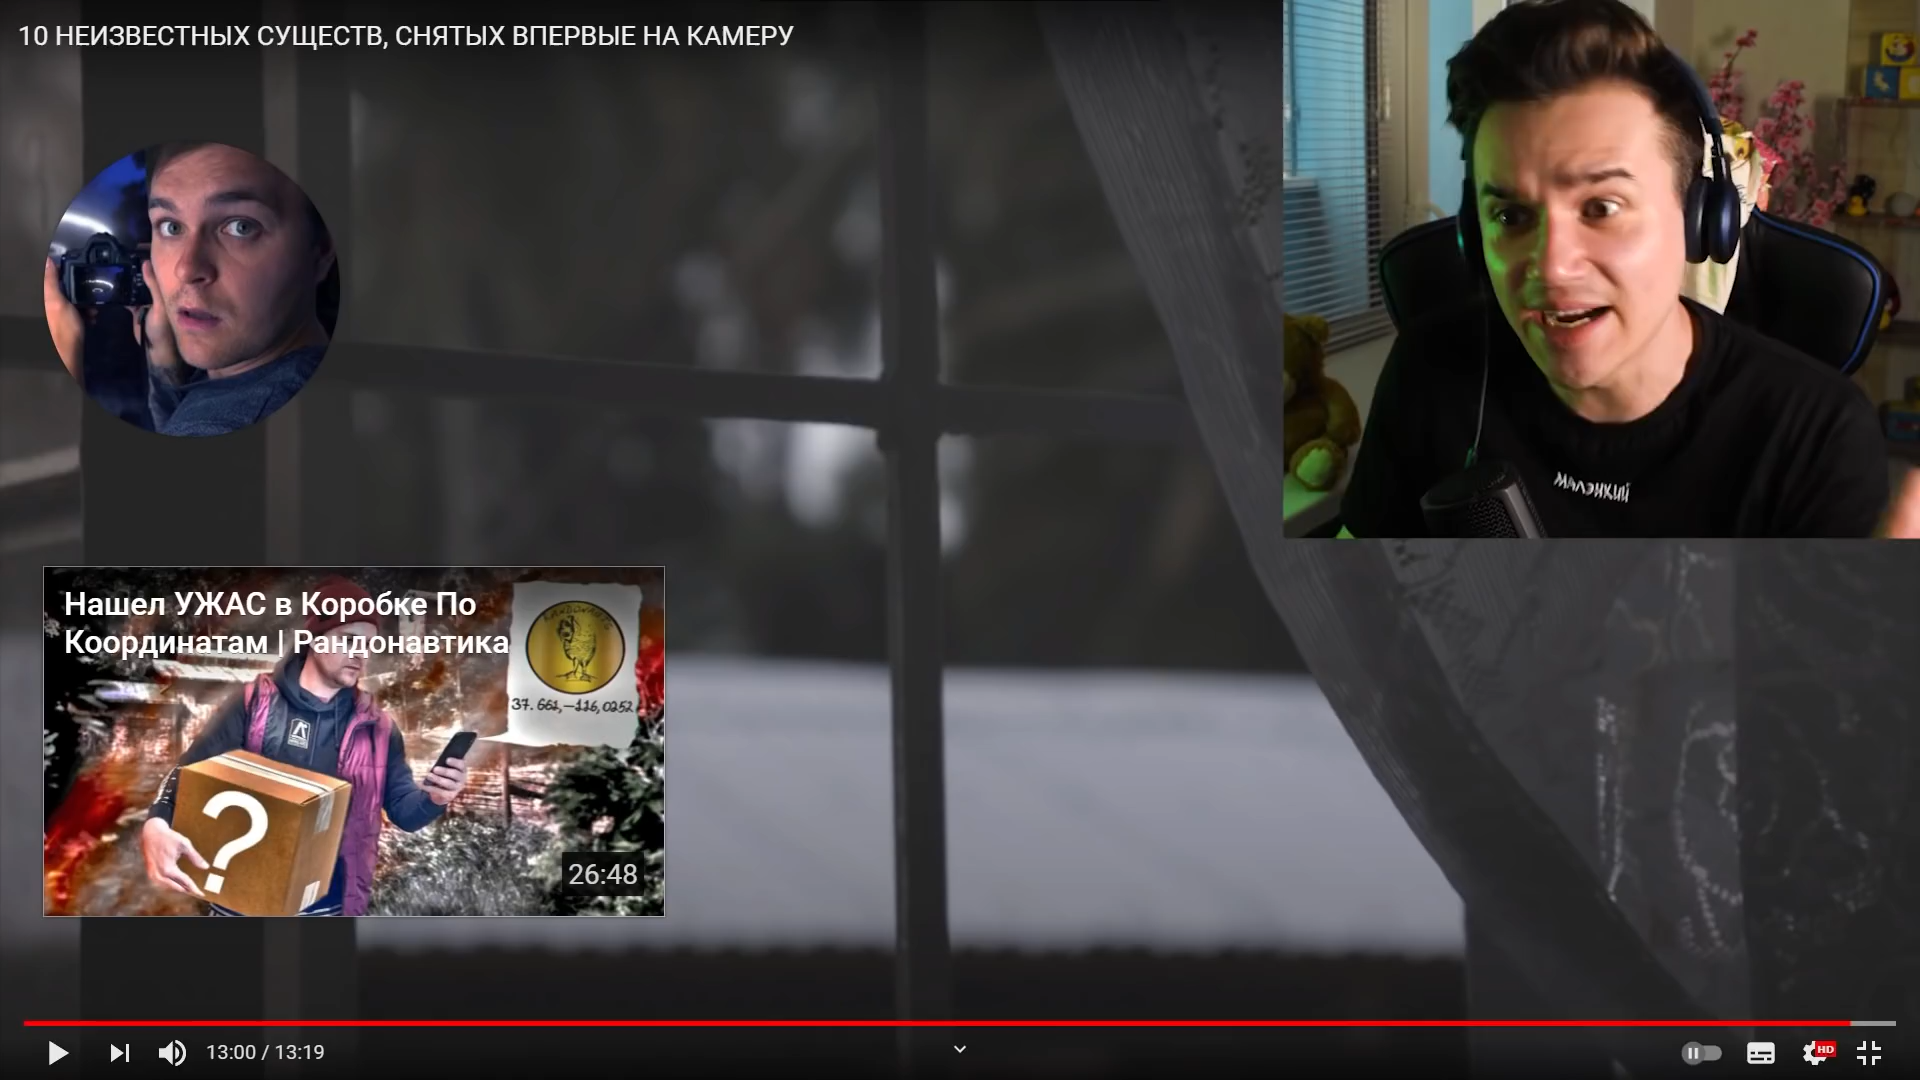 10 НЕИЗВЕСТНЫХ СУЩЕСТВ, СНЯТЫХ ВПЕРВЫЕ НА КАМЕРУ
МАЛЭНКИЙ
Нашел УЖАС в Коробке По
Координатам | Рандонавтика
37.661,-116,0252
?
26:48
13:00 / 13:19
HD